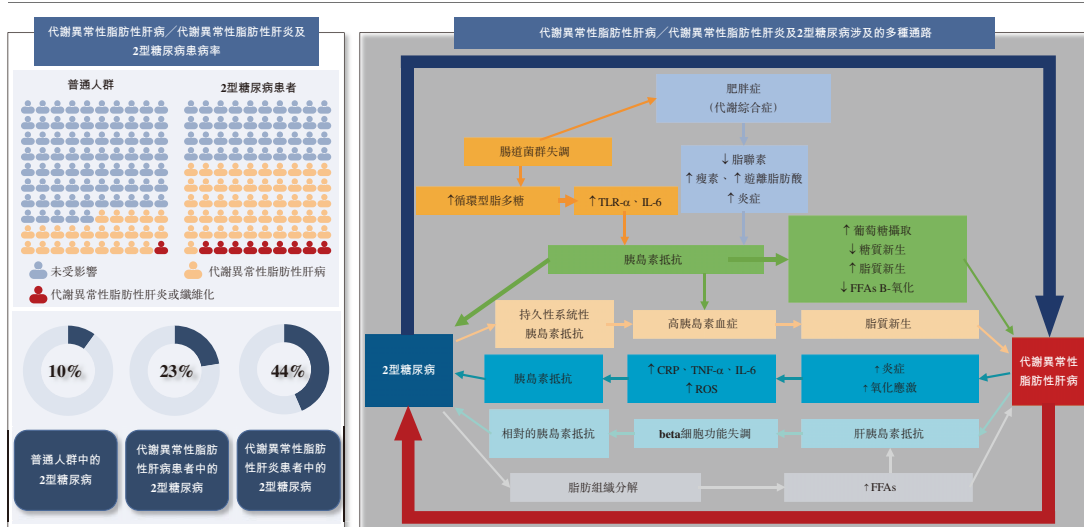 代謝異常性脂肪性肝病／代謝異常性脂肪性肝炎及
2型糖尿病患病率
普通人群
2型糖尿病患者
未受影響
代謝異常性脂肪性肝病
代謝異常性脂肪性肝炎或纖維化
10%
23%
44%
普通人群中的
2型糖尿病
代謝異常性脂肪
性肝病患者中的
2型糖尿病
代謝異常性脂肪
性肝炎患者中的
2型糖尿病
代謝異常性脂肪性肝病／代謝異常性脂肪性肝炎及2型糖尿病涉及的多種通路
肥胖症
(代謝綜合症)
腸道菌群失調
↓脂聯素
↑瘦素、↑遊離脂肪酸
↑炎症
↑循環型脂多糖
↑TLR-α、IL-6
胰島素抵抗
↑葡萄糖攝取
↓糖質新生
↑脂質新生
↓FFAs B-氧化
持久性系統性
胰島素抵抗
高胰島素血症
脂質新生
2型糖尿病
胰島素抵抗
↑CRP、TNF-α、IL-6
↑ROS
↑炎症
↑氧化應激
代謝異常性
脂肪性肝病
相對的胰島素抵抗
beta細胞功能失調
肝胰島素抵抗
脂肪組織分解
↑FFAs